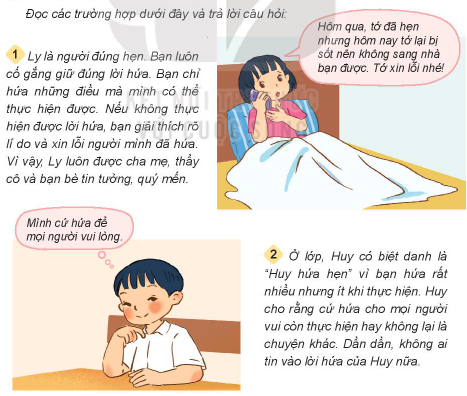 Đọc các trường hợp dưới đây và trả lời câu hỏi:
1 Ly là người đúng hẹn. Bạn luôn
cố gắng giữ đúng lời hứa. Bạn chỉ
hứa những điều mà mình có thể
thực hiện được. Nếu không thực
hiện được lời hứa, bạn giải thích rõ
lí do và xin lỗi người mình đã hứa.
Vì vậy, Ly luôn được cha mẹ, thầy
cô và bạn bè tin tưởng, quý mến.
Hôm qua, tớ đã hẹn
nhưng hôm nay tớ lại bị
sốt nên không sang nhà
bạn được. Tớ xin lỗi nhé!
Mình cứ hứa để
mọi người vui lòng.
2 Ở lớp, Huy có biệt danh là
“Huy hứa hẹn” vì bạn hứa rất
nhiều nhưng ít khi thực hiện. Huy
cho rằng cứ hứa cho mọi người
vui còn thực hiện hay không lại là
chuyện khác. Dần dần, không ai
tin vào lời hứa của Huy nữa.